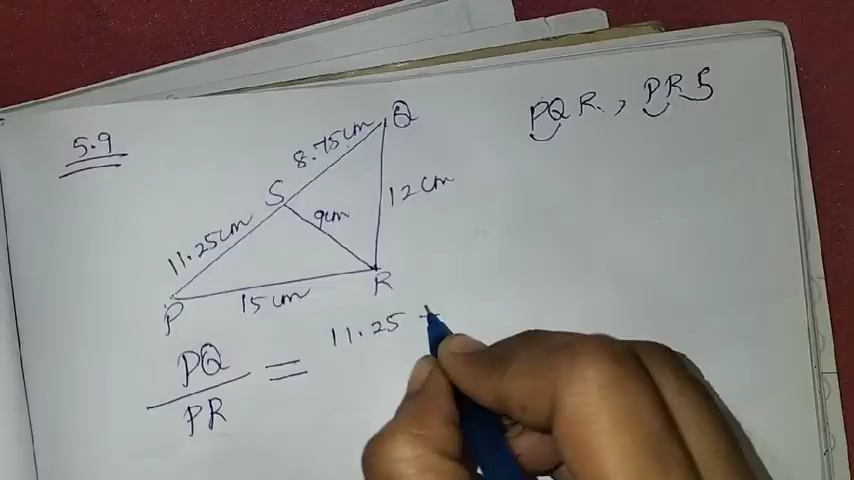 5.9
PQR, PRS
Q
8.75cm
S
12cm
9cm
11.25cm
R
15cm
P
PQ
PR
= 11.25 +